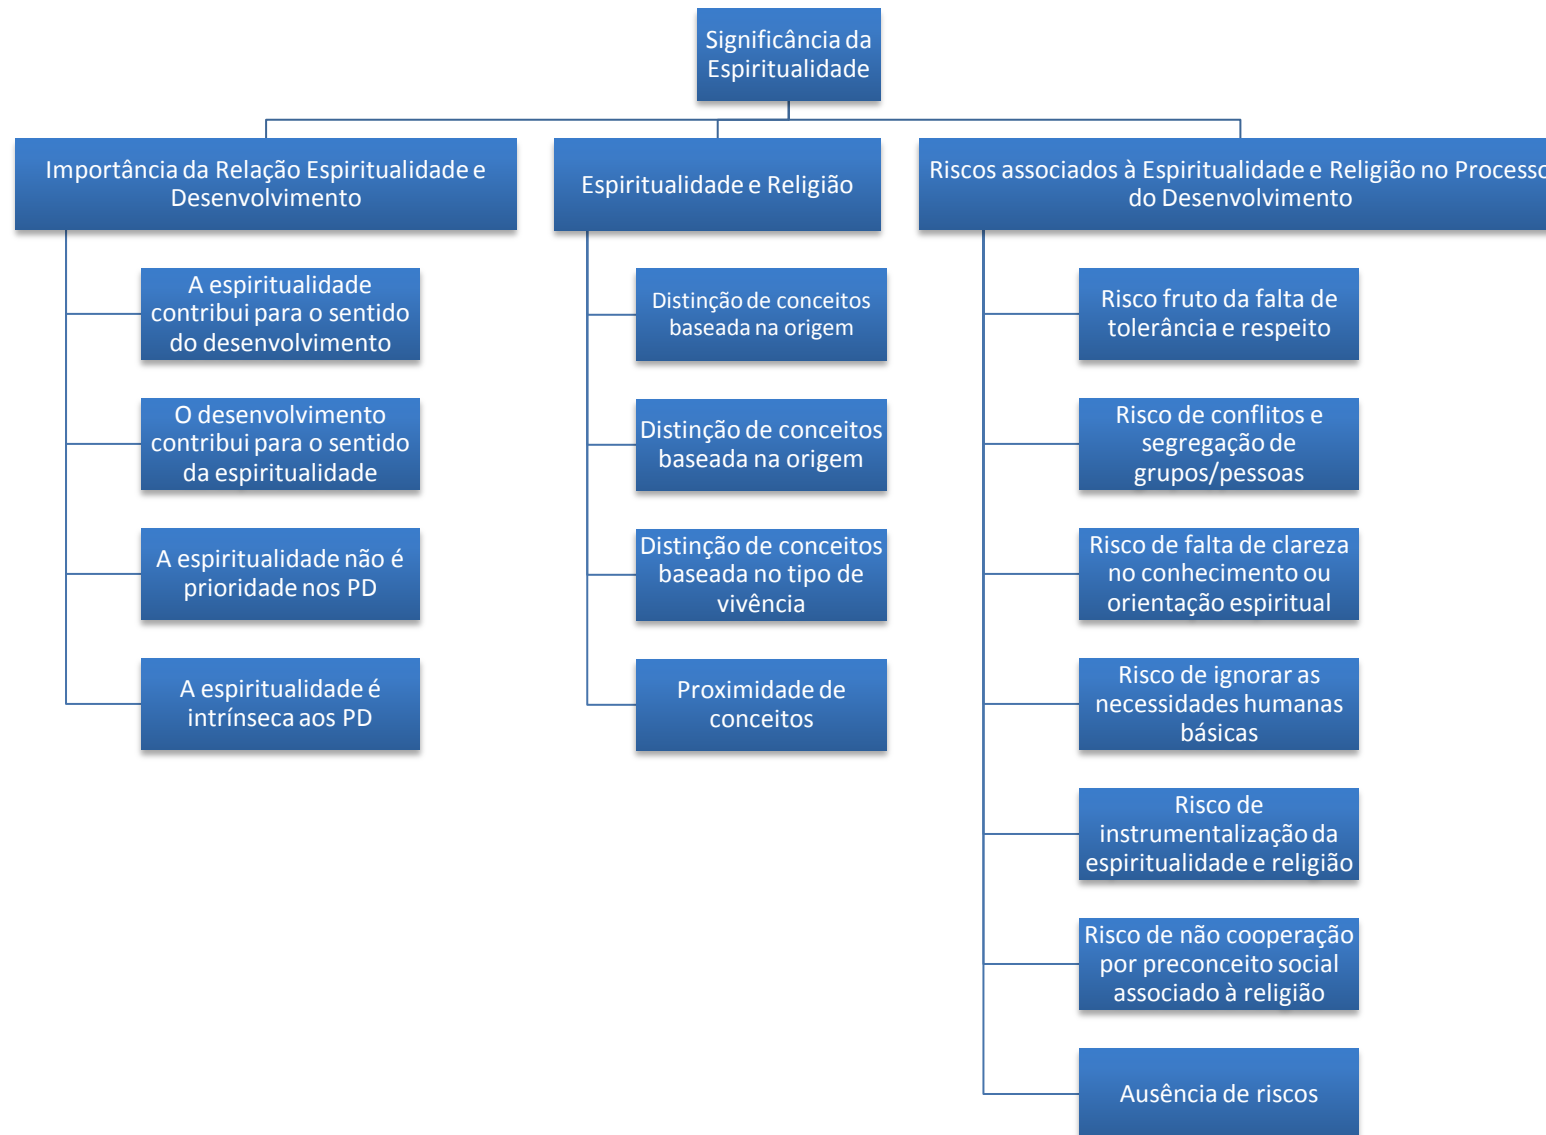 Significância da
Espiritualidade
Importância da Relação Espiritualidade e
Desenvolvimento
A espiritualidade
contribui para o sentido
do desenvolvimento
O desenvolvimento
contribui para o sentido
da espiritualidade
A espiritualidade não é
prioridade nos PD
A espiritualidade é
intrínseca aos PD
Espiritualidade e Religião
Distinção de conceitos
baseada na origem
Distinção de conceitos
baseada na origem
Distinção de conceitos
baseada no tipo de
vivência
Proximidade de
conceitos
Riscos associados à Espiritualidade e Religião no Processo
do Desenvolvimento
Risco fruto da falta de
tolerância e respeito
Risco de conflitos e
segregação de
grupos/pessoas
Risco de falta de clareza
no conhecimento ou
orientação espiritual
Risco de ignorar as
necessidades humanas
básicas
Risco de
instrumentalização da
espiritualidade e religião
Risco de não cooperação
por preconceito social
associado à religião
Ausência de riscos